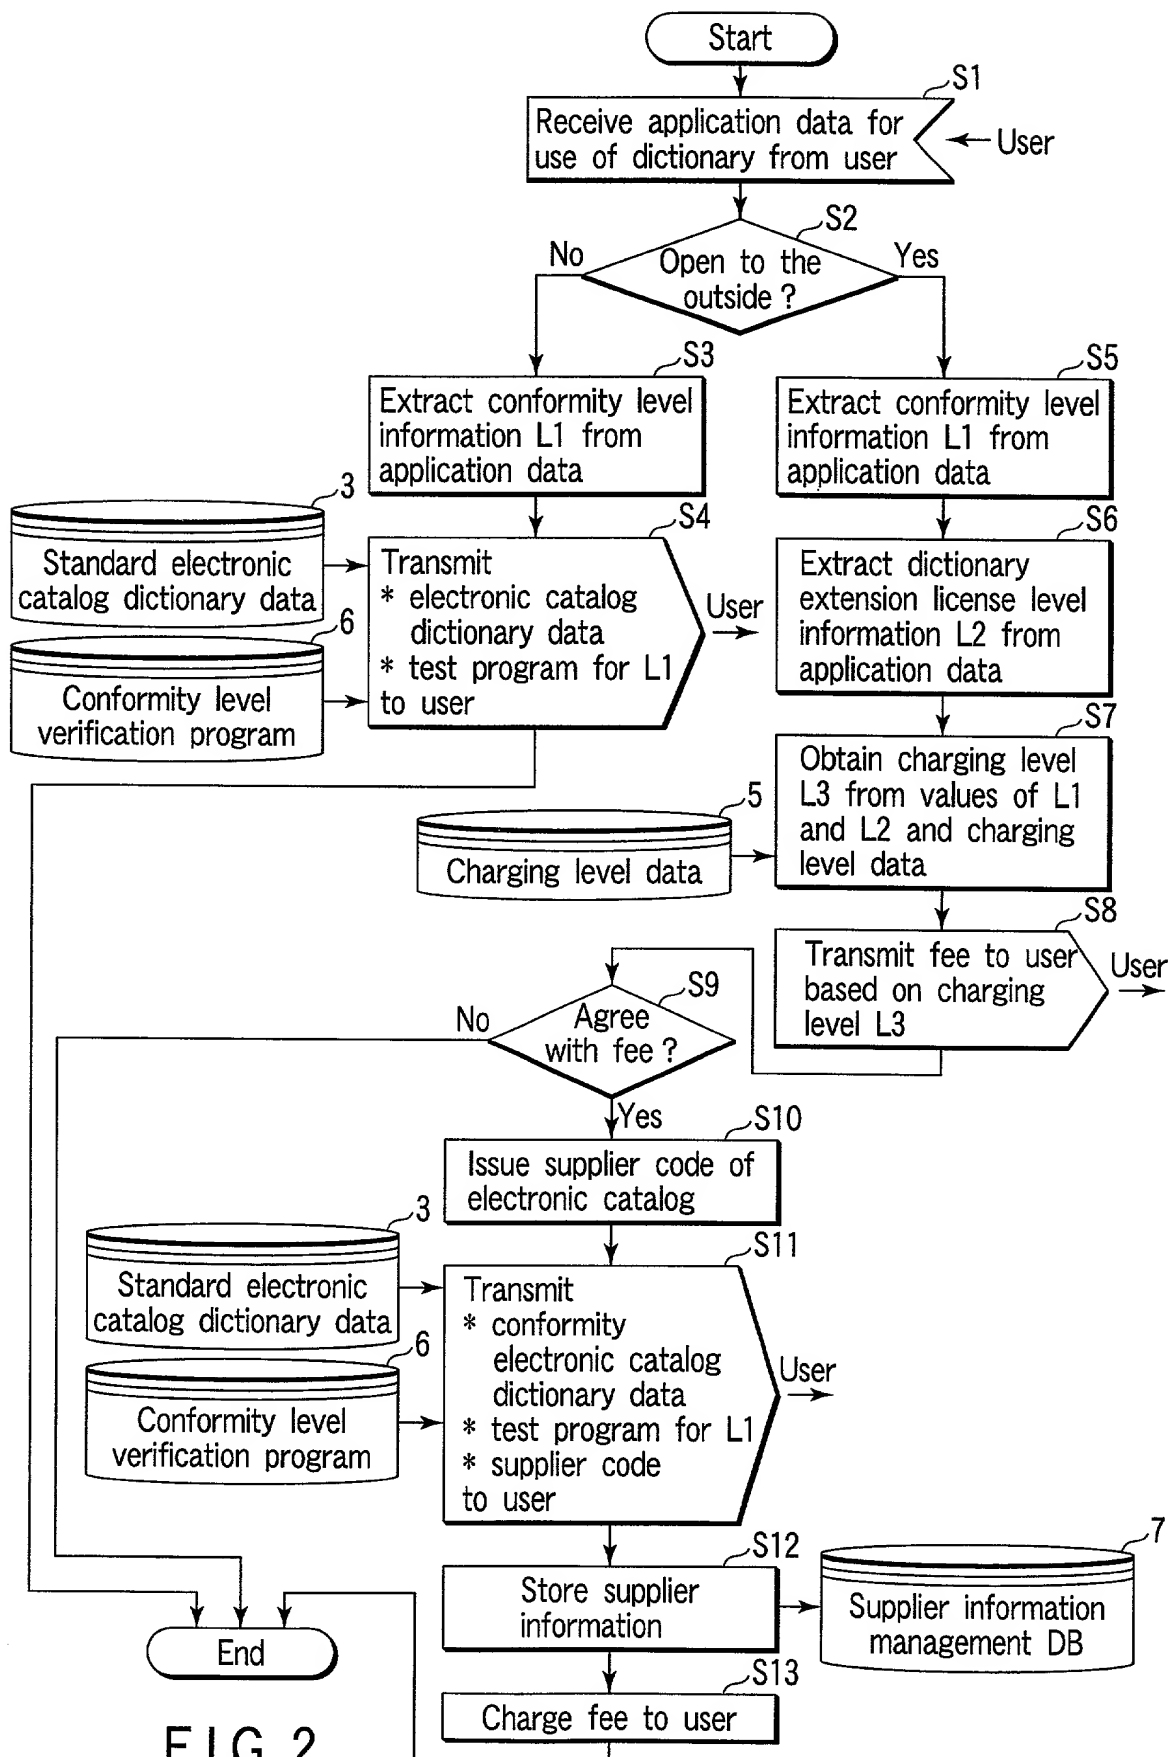 Start
S1
Receive application data for
use of dictionary from user
User
S2
Open to the
outside ?
No
Yes
S3
Extract conformity level
information L1 from
application data
S5
Extract conformity level
information L1 from
application data
3
Standard electronic
catalog dictionary data
6
Conformity level
verification program
S4
Transmit
* electronic catalog
dictionary data
* test program for L1
to user
User
S6
Extract dictionary
extension license level
information L2 from
application data
S7
Obtain charging level
L3 from values of L1
and L2 and charging
level data
5
Charging level data
S8
Transmit fee to user
based on charging
level L3
User
S9
Agree
with fee ?
No
Yes
S10
Issue supplier code of
electronic catalog
3
Standard electronic
catalog dictionary data
6
Conformity level
verification program
S11
Transmit
* conformity
electronic catalog
dictionary data
* test program for L1
* supplier code
to user
User
S12
Store supplier
information
7
Supplier information
management DB
End
S13
Charge fee to user
FIG. 2